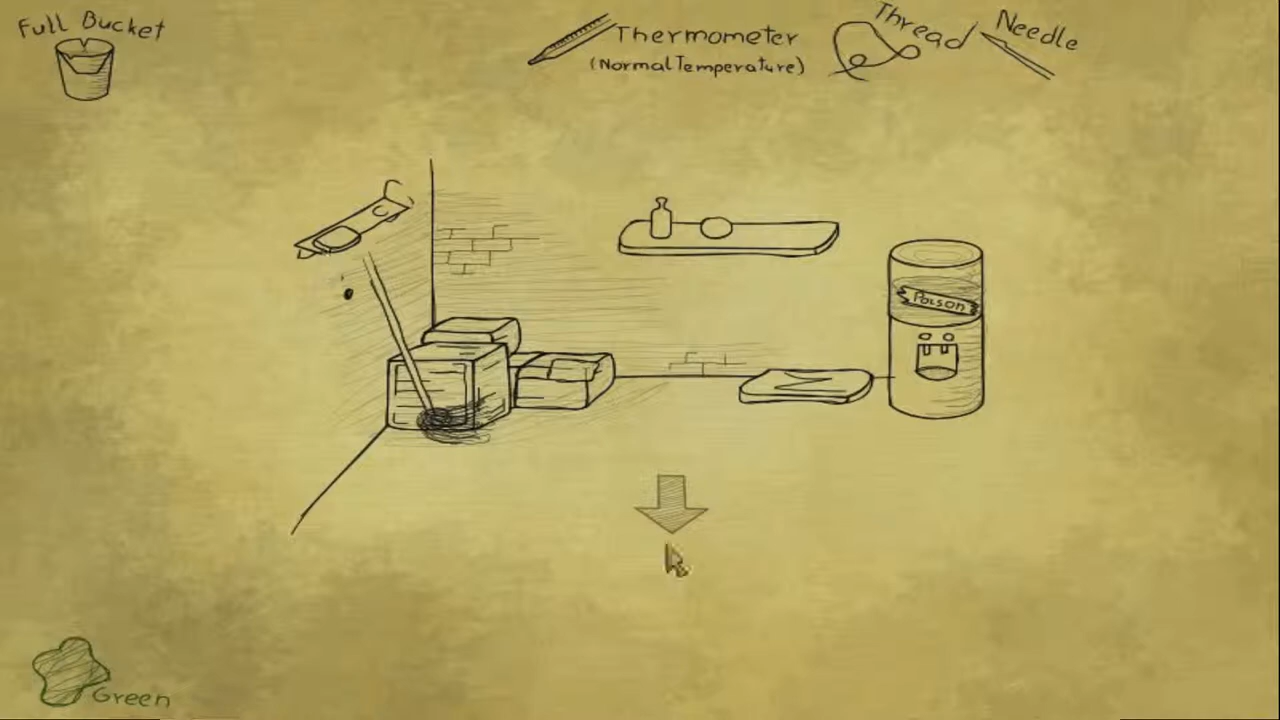 Full Bucket
Thermometer
(Normal Temperature)
Thread
Needle
Poison
Green